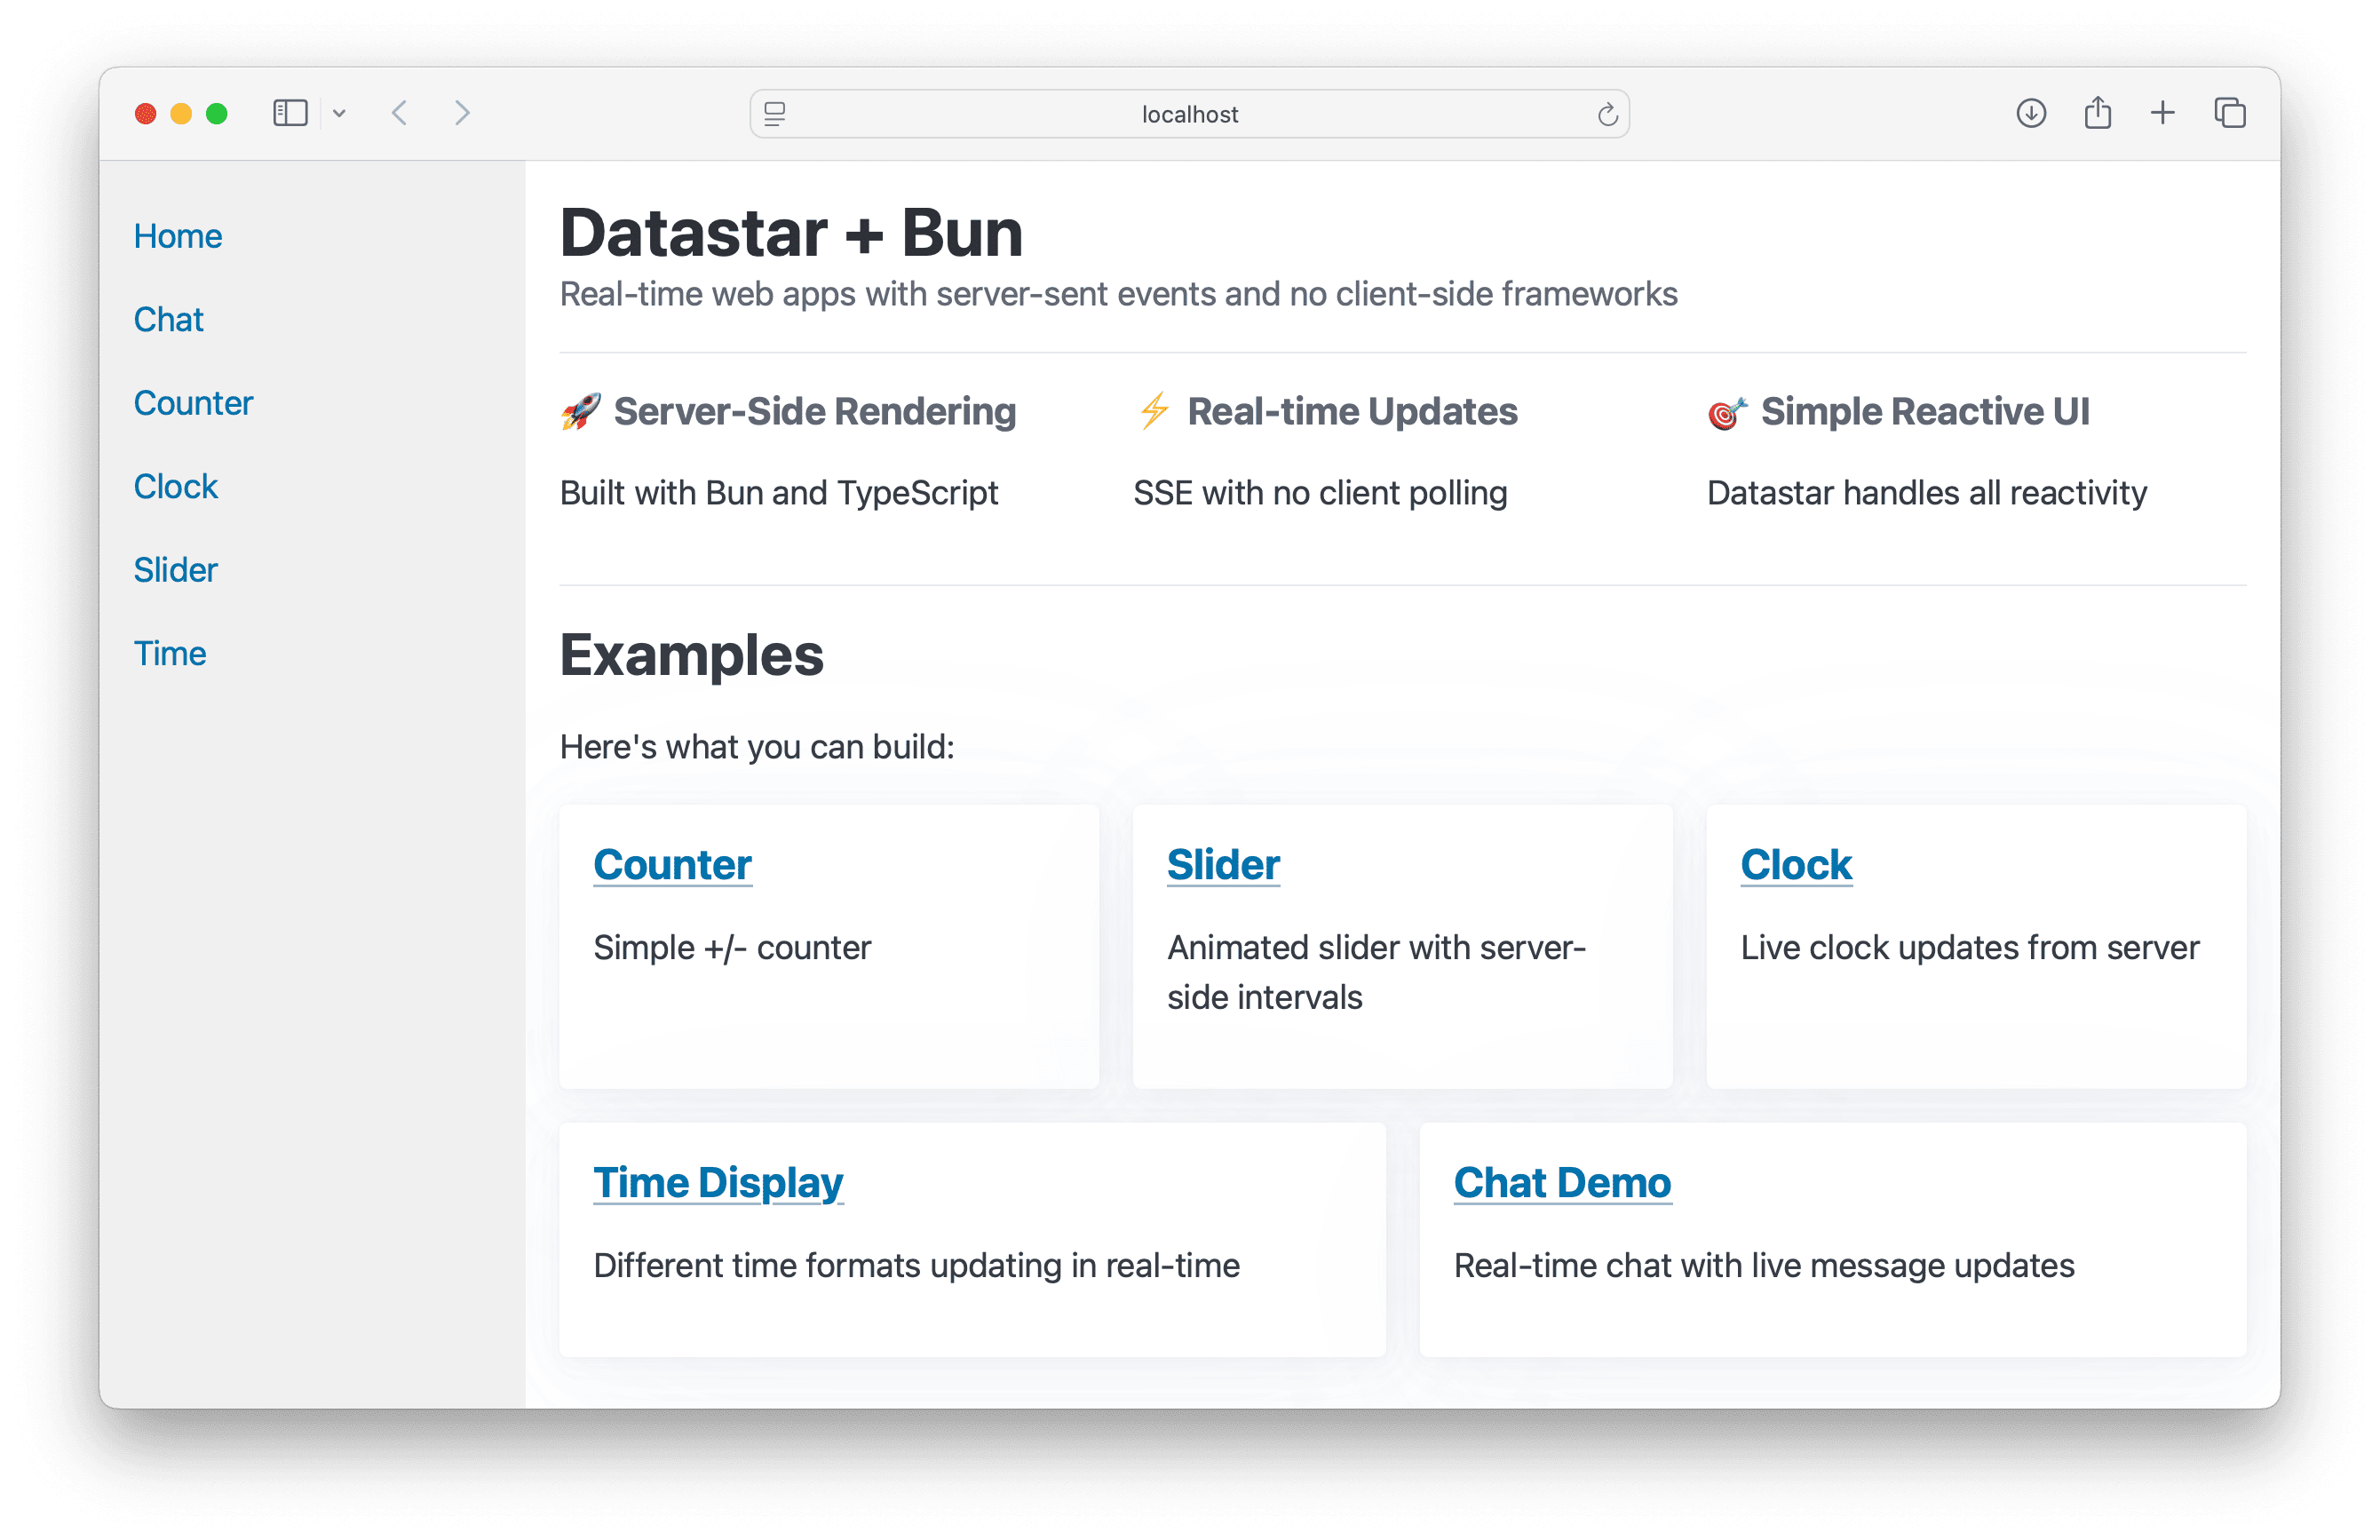 localhost
Home
Chat
Counter
Clock
Slider
Time
Datastar + Bun
Real-time web apps with server-sent events and no client-side frameworks
🚀 Server-Side Rendering
Built with Bun and TypeScript
⚡ Real-time Updates
SSE with no client polling
🎯 Simple Reactive UI
Datastar handles all reactivity
Examples
Here's what you can build:
Counter
Simple +/- counter
Slider
Animated slider with server-
side intervals
Clock
Live clock updates from server
Time Display
Different time formats updating in real-time
Chat Demo
Real-time chat with live message updates